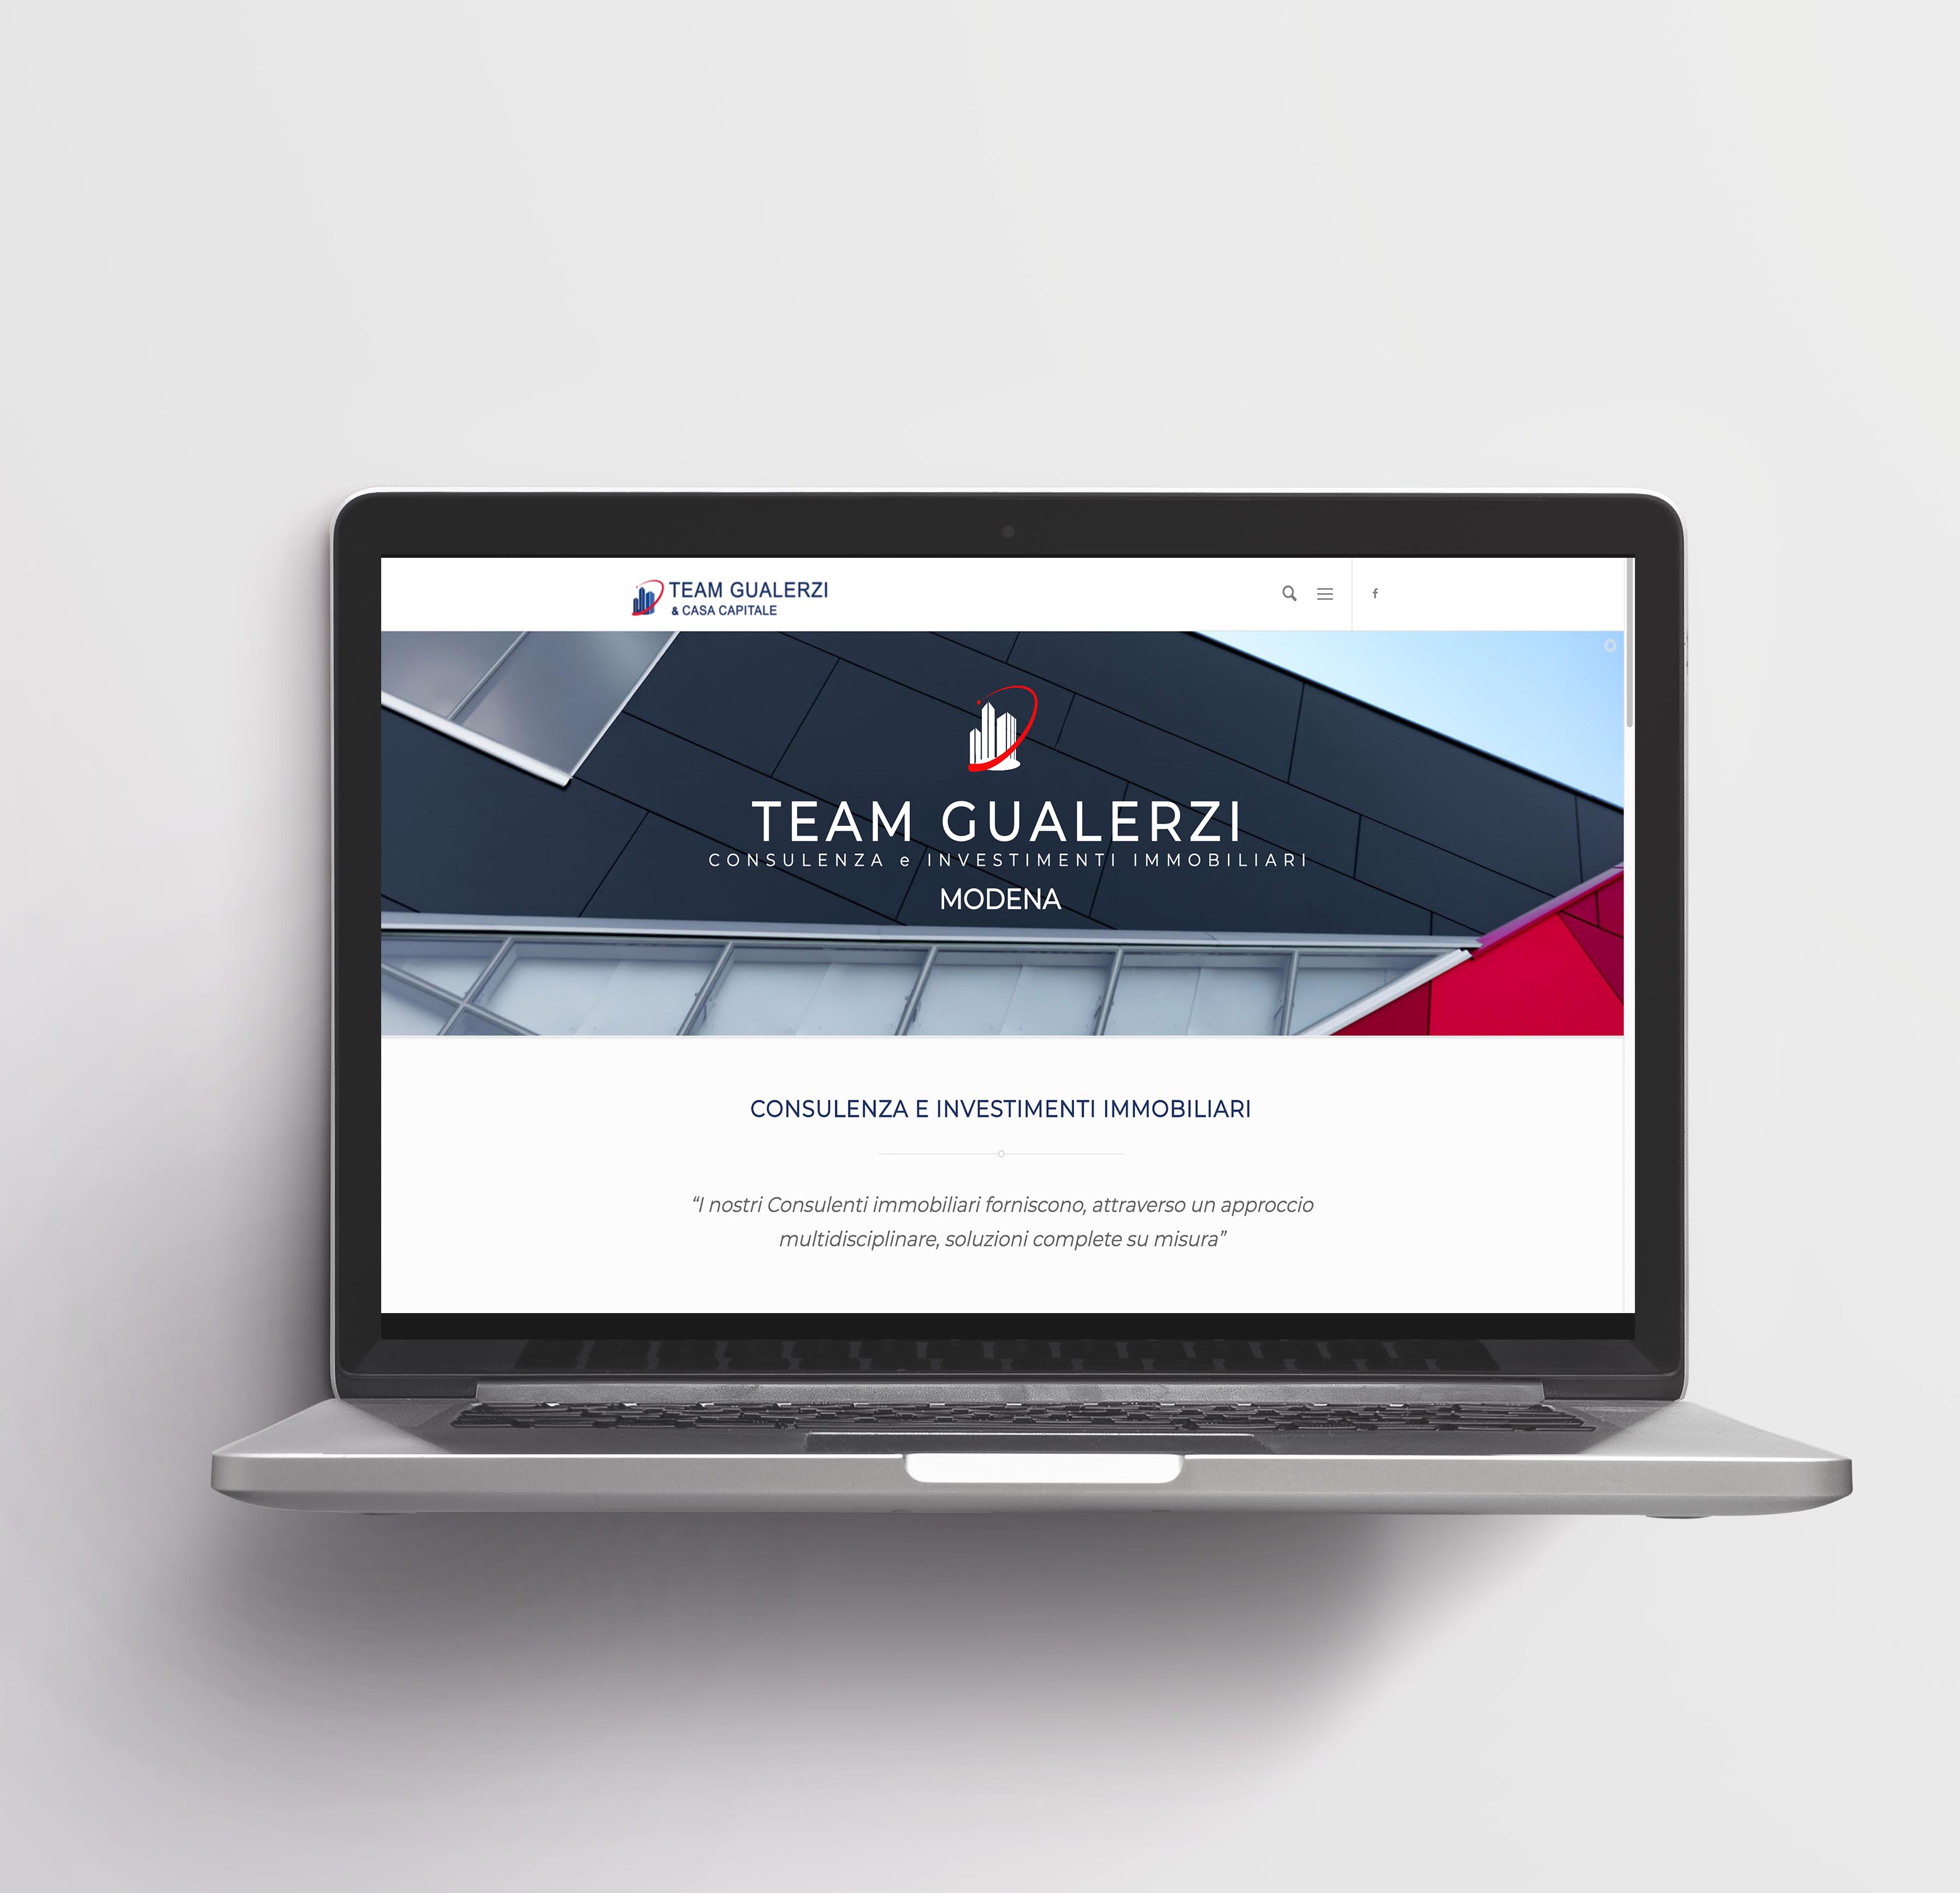 TEAM GUALERZI
& CASA CAPITALE
TEAM GUALERZI
CONSULENZA e INVESTIMENTI IMMOBILIARI
MODENA
CONSULENZA E INVESTIMENTI IMMOBILIARI
“I nostri Consulenti immobiliari forniscono, attraverso un approccio
multidisciplinare, soluzioni complete su misura”